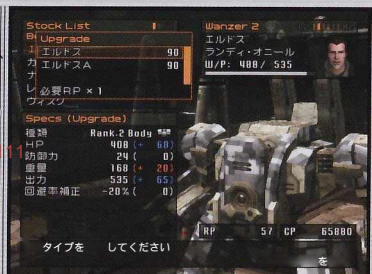 Stock List
Upgrade
エルドス 90
エルドスA 90
必要RP × 1
ヴィスク
Specs (Upgrade)
種類 Rank.2 Body
HP 400 (+ 60)
防御力 24 ( 0)
重量 168 (+ 20)
出力 535 (+ 65)
回避率補正 -20% ( 0)
11
Wanzer 2
エルドス
ランディ・オニール
W/P: 408/ 535
RP 57 CP 65880
タイプを してください
を